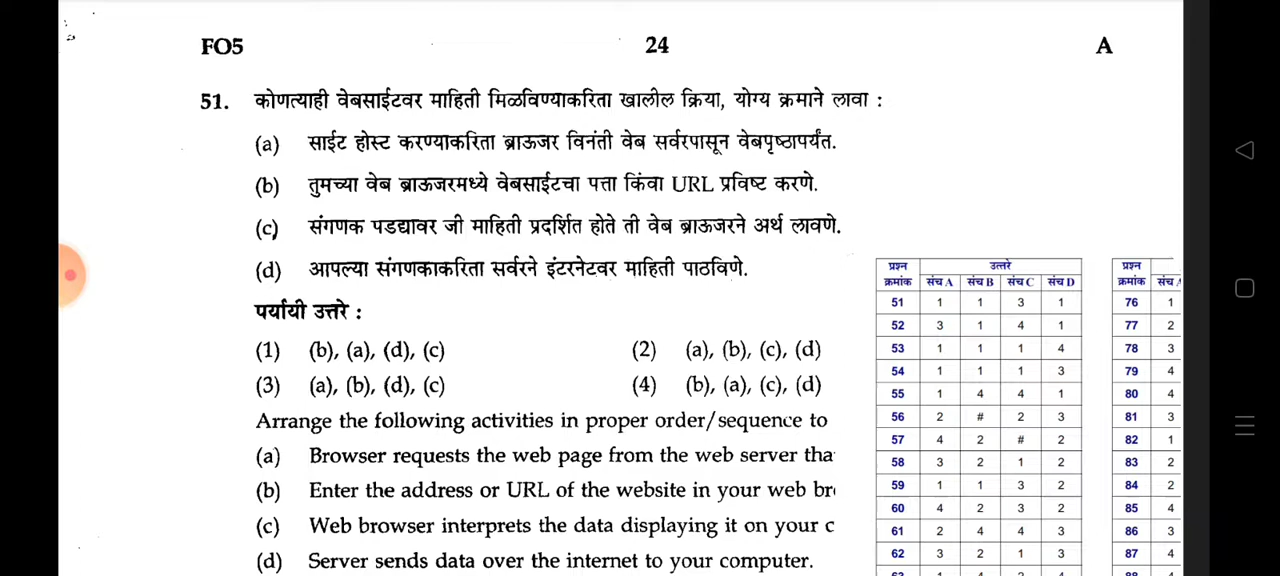 FO5 24 A
51. कोणत्याही वेबसाईटवर माहिती मिळविण्याकरिता खालील क्रिया, योग्य क्रमाने लावा :
(a) साईट होस्ट करण्याकरिता ब्राऊजर विनंती वेब सर्वरपासून वेबपृष्ठापर्यंत.
(b) तुमच्या वेब ब्राऊजरमध्ये वेबसाईटचा पत्ता किंवा URL प्रविष्ट करणे.
(c) संगणक पडद्यावर जी माहिती प्रदर्शित होते ती वेब ब्राऊजरने अर्थ लावणे.
(d) आपल्या संगणकाकरिता सर्वरने इंटरनेटवर माहिती पाठविणे.
पर्यायी उत्तरे :
(1) (b), (a), (d), (c) (2) (a), (b), (c), (d)
(3) (a), (b), (d), (c) (4) (b), (a), (c), (d)
Arrange the following activities in proper order/sequence to
(a) Browser requests the web page from the web server tha
(b) Enter the address or URL of the website in your web br
(c) Web browser interprets the data displaying it on your c
(d) Server sends data over the internet to your computer.
प्रश्न क्रमांक उत्तरे
संच A संच B संच C संच D
51 1 1 3 1
52 3 1 4 1
53 1 1 1 4
54 1 1 1 3
55 1 4 4 1
56 2 # 2 3
57 4 2 # 2
58 3 2 1 2
59 1 1 3 2
60 4 2 3 2
61 2 4 4 3
62 3 2 1 3
प्रश्न क्रमांक
संच
76 1
77 2
78 3
79 4
80 4
81 3
82 1
83 2
84 2
85 4
86 3
87 4